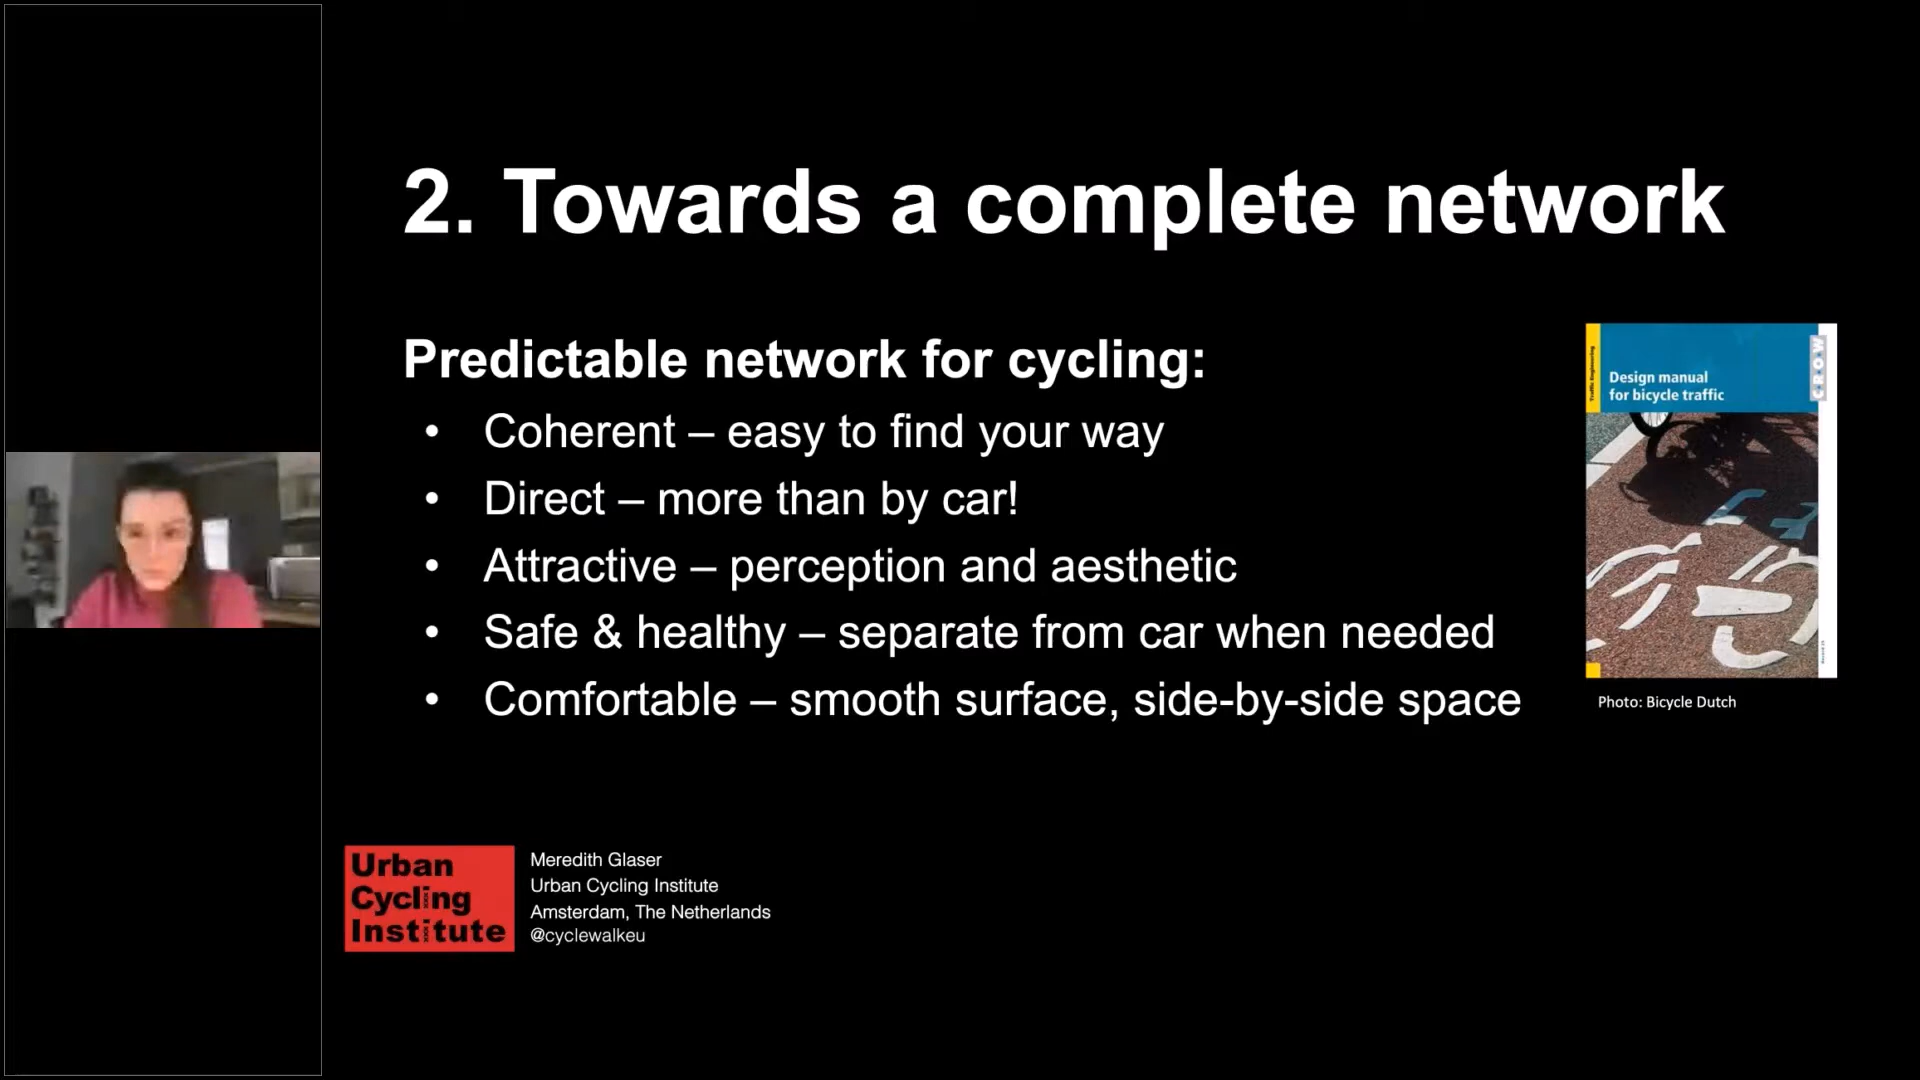 2. Towards a complete network
Predictable network for cycling:
• Coherent – easy to find your way
• Direct – more than by car!
• Attractive – perception and aesthetic
• Safe & healthy – separate from car when needed
• Comfortable – smooth surface, side-by-side space
Traffic Engineering
Design manual
for bicycle traffic
C·R·O·W
Photo: Bicycle Dutch
Urban
Cycling
Institute
Meredith Glaser
Urban Cycling Institute
Amsterdam, The Netherlands
@cyclewalkeu